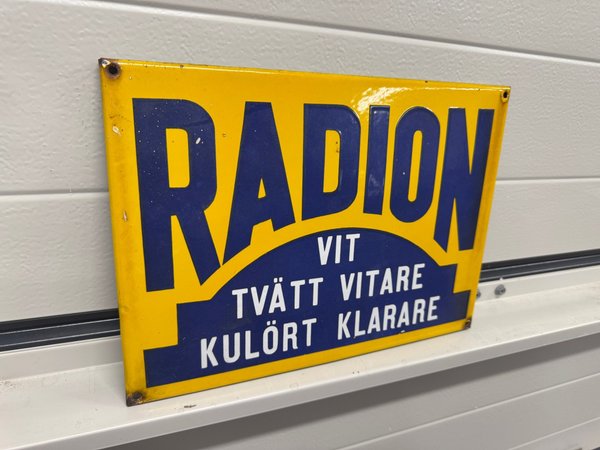 RADION
VIT
TVÄTT VITARE
KULÖRT KLARARE